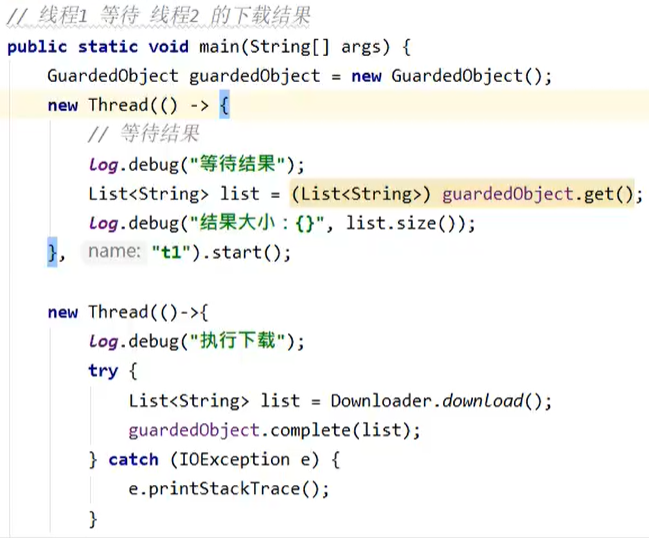 // 线程1 等待 线程2 的下载结果
public static void main(String[] args) {
    GuardedObject guardedObject = new GuardedObject();
    new Thread(() -> {
        // 等待结果
        log.debug("等待结果");
        List<String> list = (List<String>) guardedObject.get();
        log.debug("结果大小：{}", list.size());
    }, name: "t1").start();

    new Thread(()->{
        log.debug("执行下载");
        try {
            List<String> list = Downloader.download();
            guardedObject.complete(list);
        } catch (IOException e) {
            e.printStackTrace();
        }